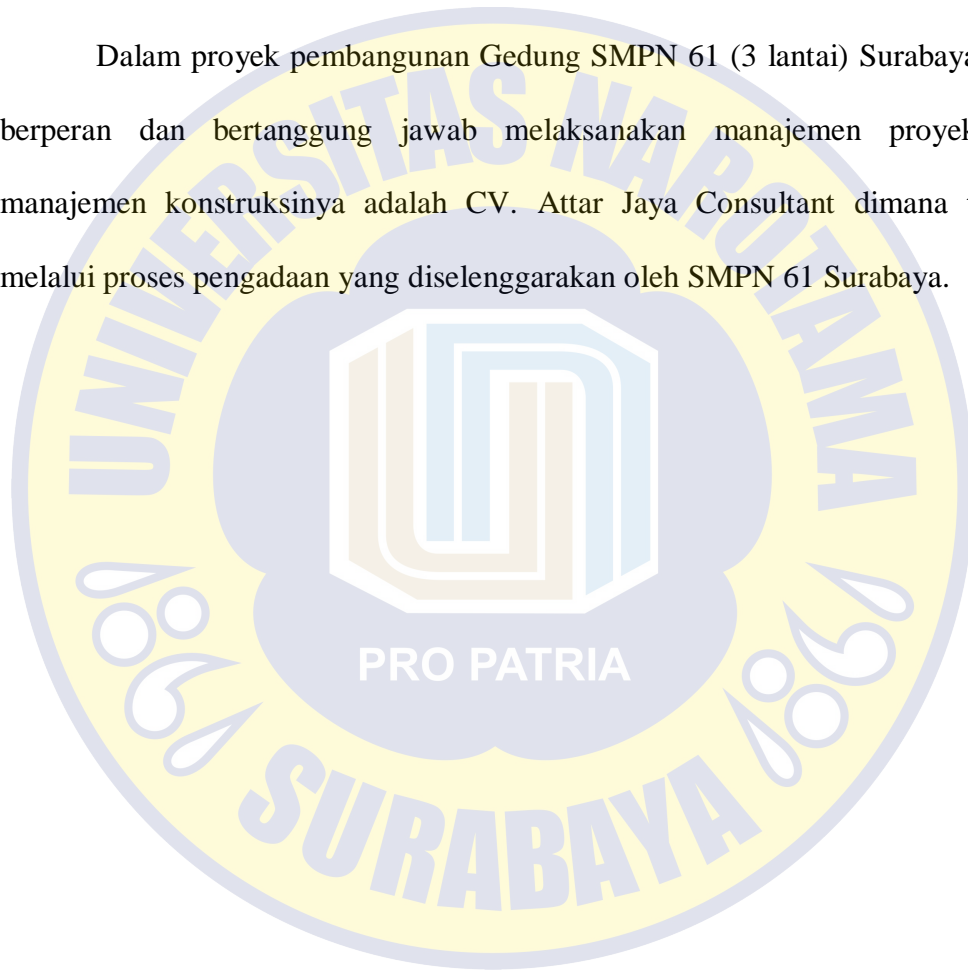 Dalam proyek pembangunan Gedung SMPN 61 (3 lantai) Surabaya
berperan dan bertanggung jawab melaksanakan manajemen proyek
manajemen konstruksinya adalah CV. Attar Jaya Consultant dimana
melalui proses pengadaan yang diselenggarakan oleh SMPN 61 Surabaya.
UNIVERSITAS NAROTAMA
PRO PATRIA
SURABAYA